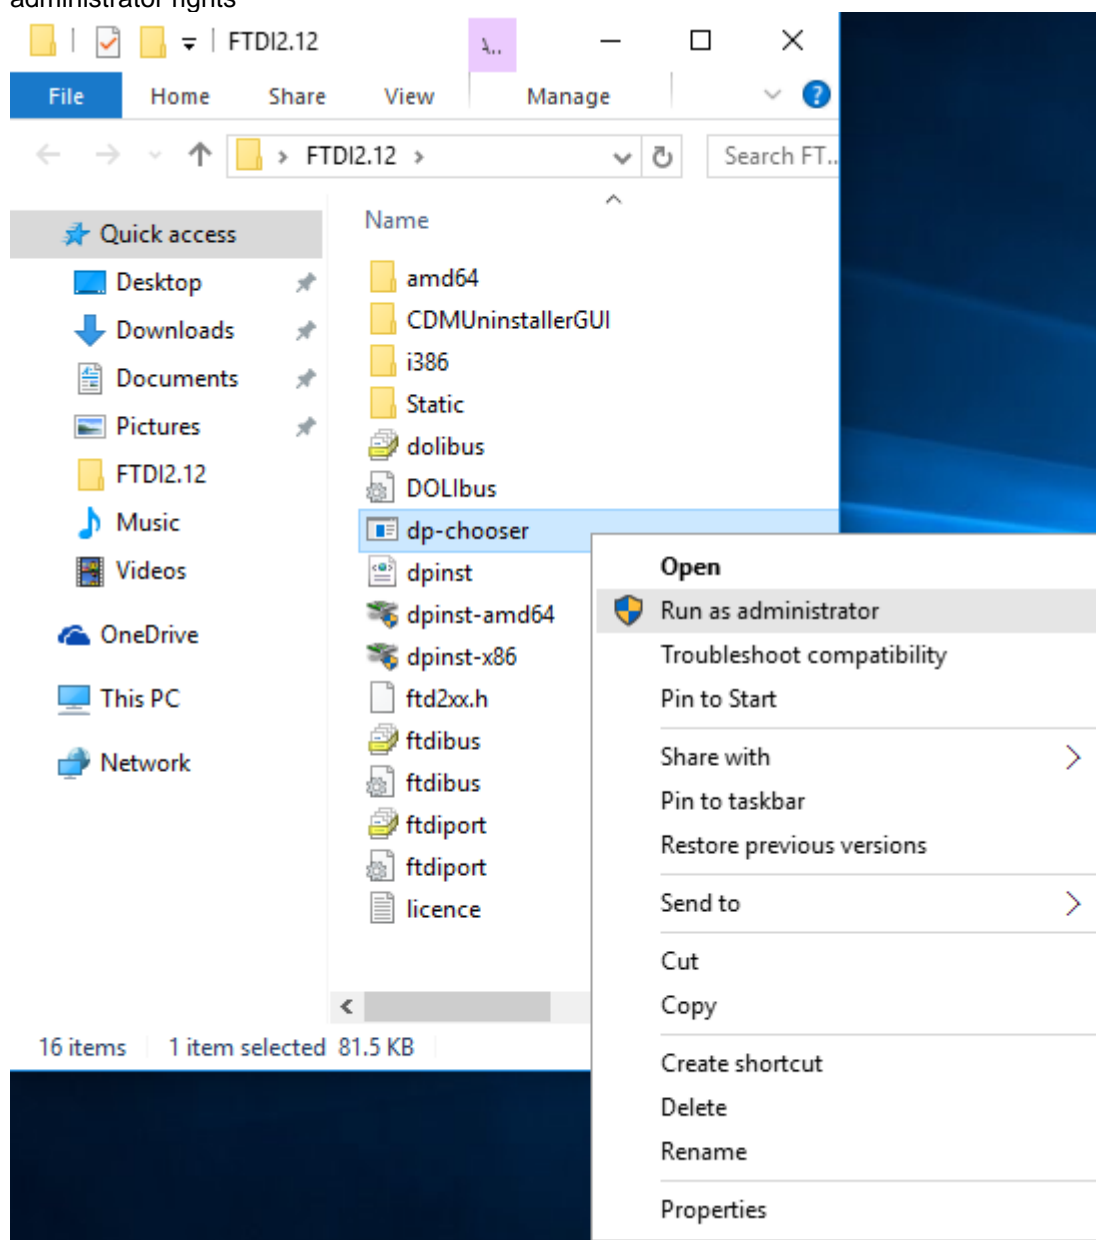 administrator rights
FTDI2.12
File Home Share View Manage
FTDI2.12
Search FT..
Name
Quick access
Desktop
Downloads
Documents
Pictures
FTDI2.12
Music
Videos
OneDrive
This PC
Network
amd64
CDMUninstallerGUI
i386
Static
dolibus
DOLIbus
dp-chooser
dpinst
dpinst-amd64
dpinst-x86
ftd2xx.h
ftdibus
ftdibus
ftdiport
ftdiport
licence
16 items 1 item selected 81.5 KB
Open
Run as administrator
Troubleshoot compatibility
Pin to Start
Share with
Pin to taskbar
Restore previous versions
Send to
Cut
Copy
Create shortcut
Delete
Rename
Properties